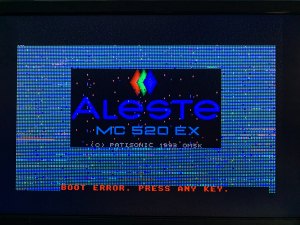 ALESTE
MC 520 EX
(C) PATISONIC 1993 OMSK
BOOT ERROR. PRESS ANY KEY.